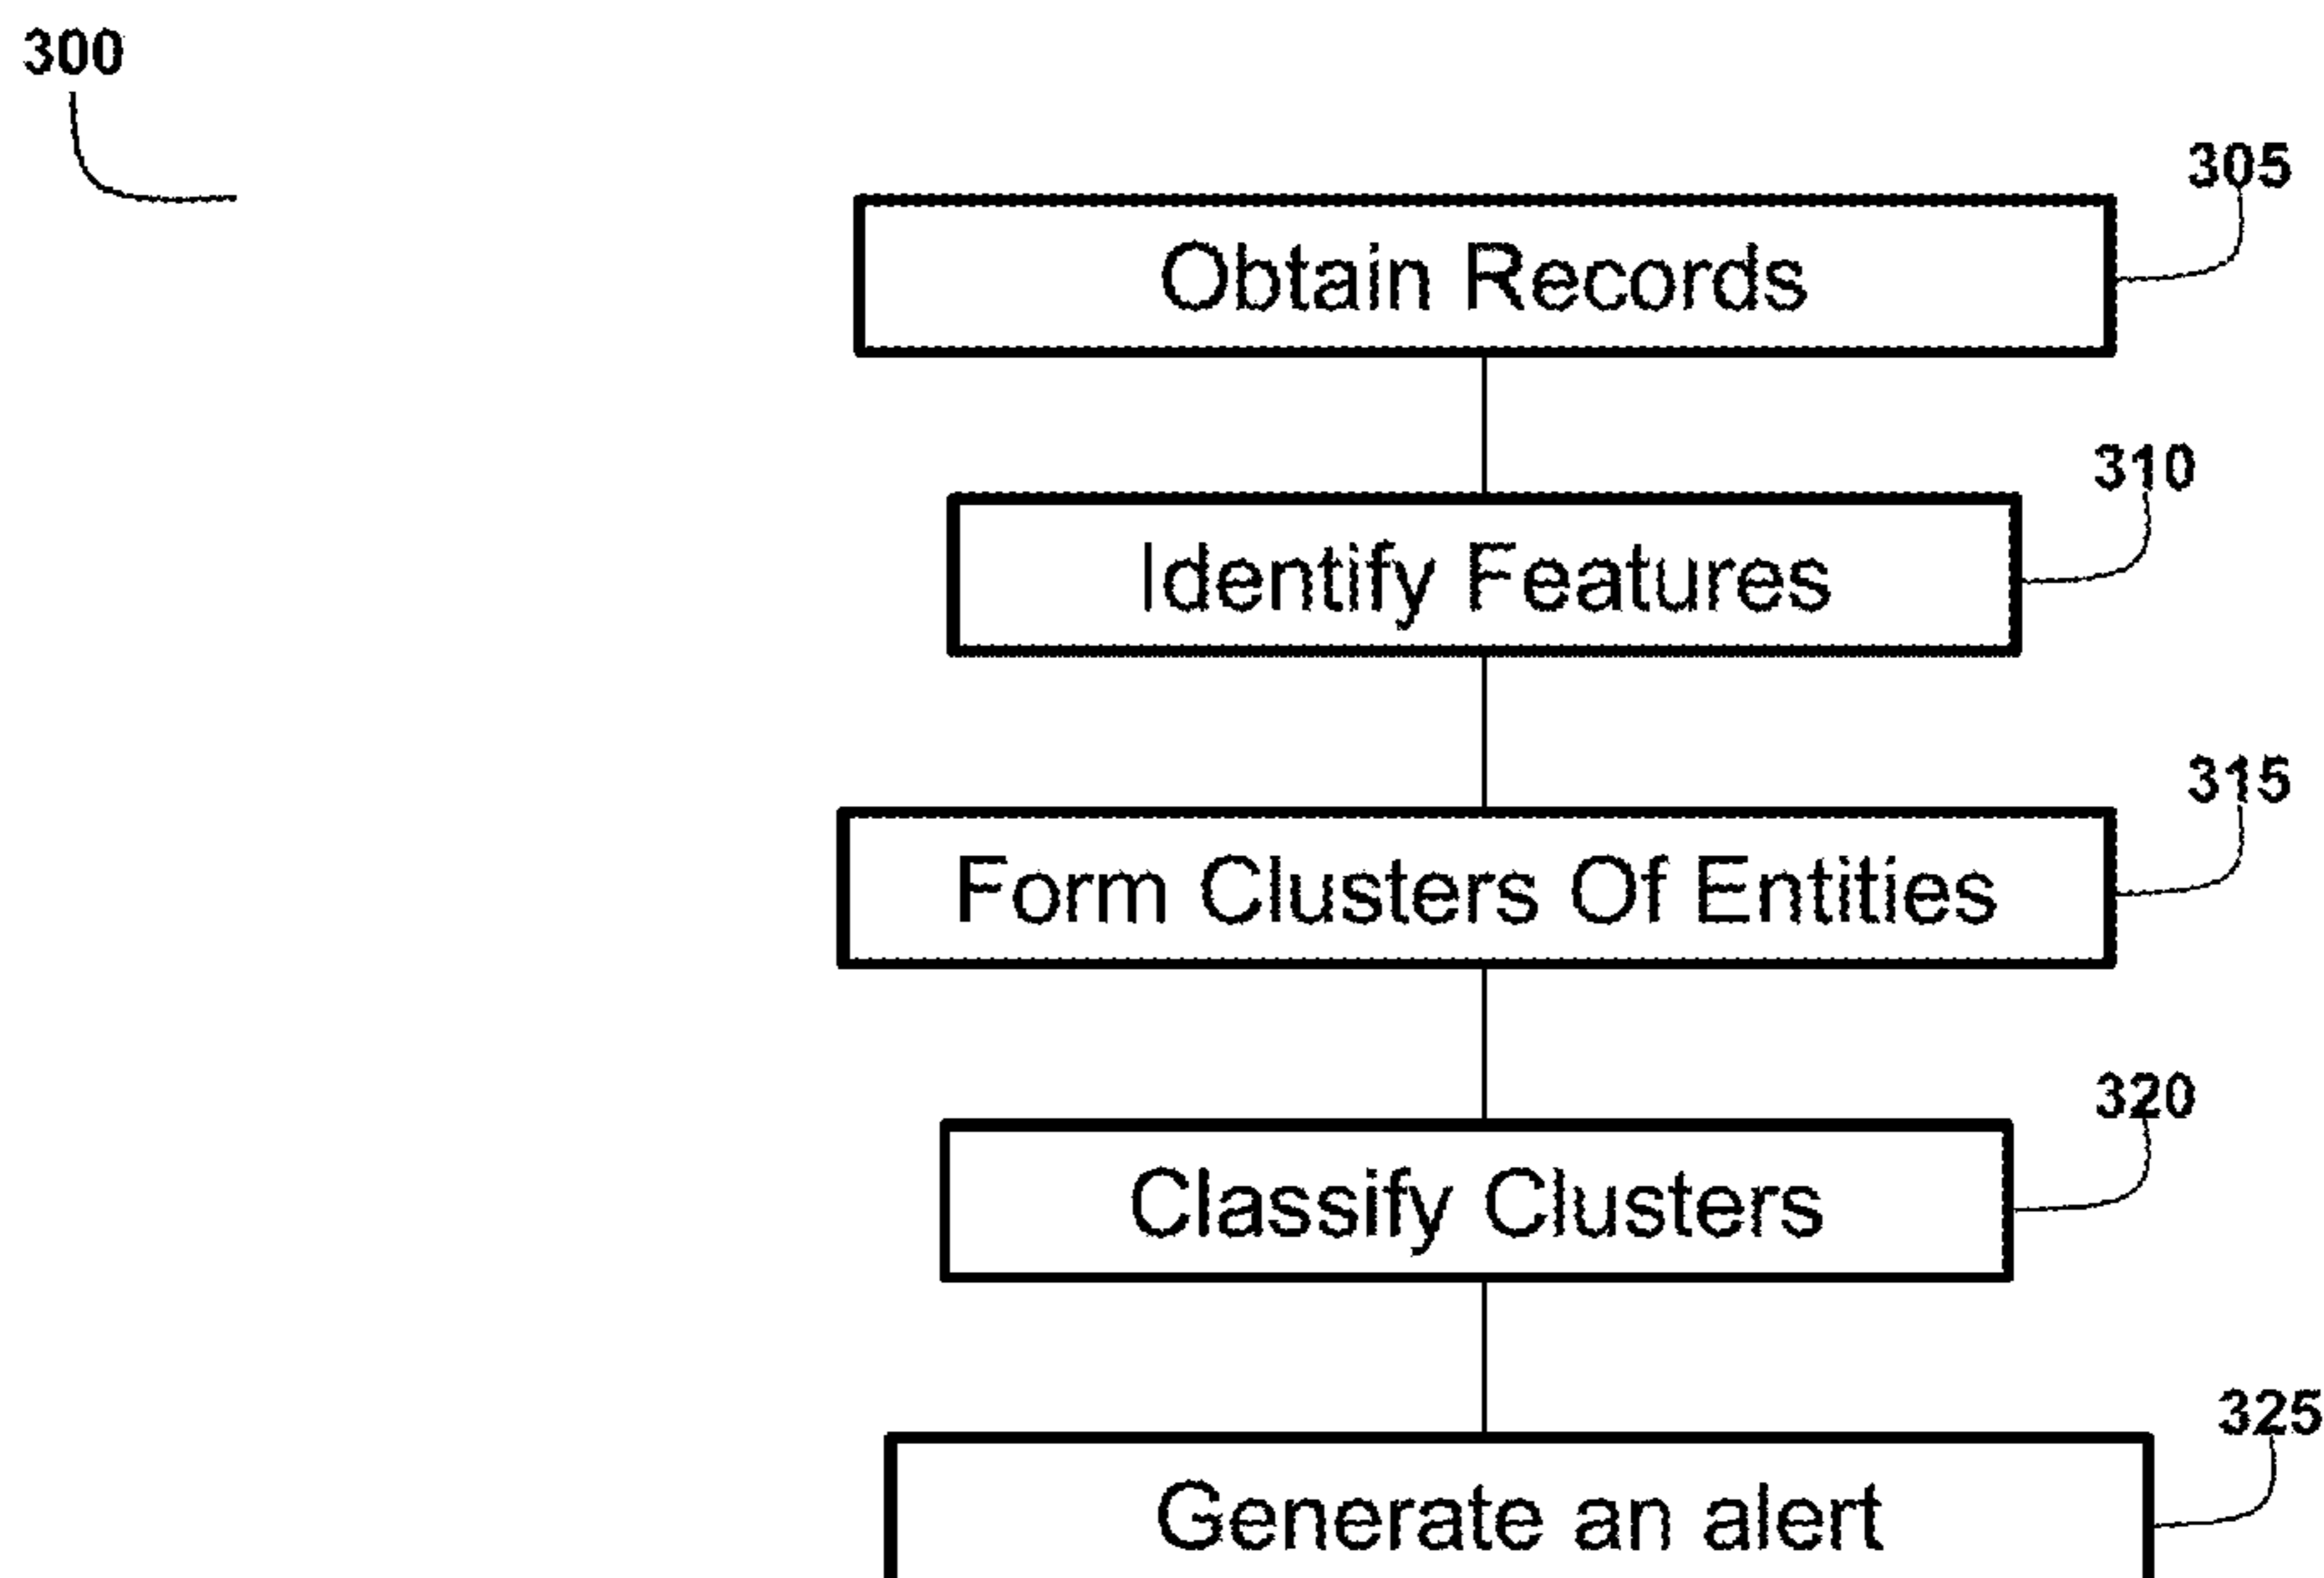 300
305
Obtain Records
310
Identify Features
315
Form Clusters Of Entities
320
Classify Clusters
325
Generate an alert